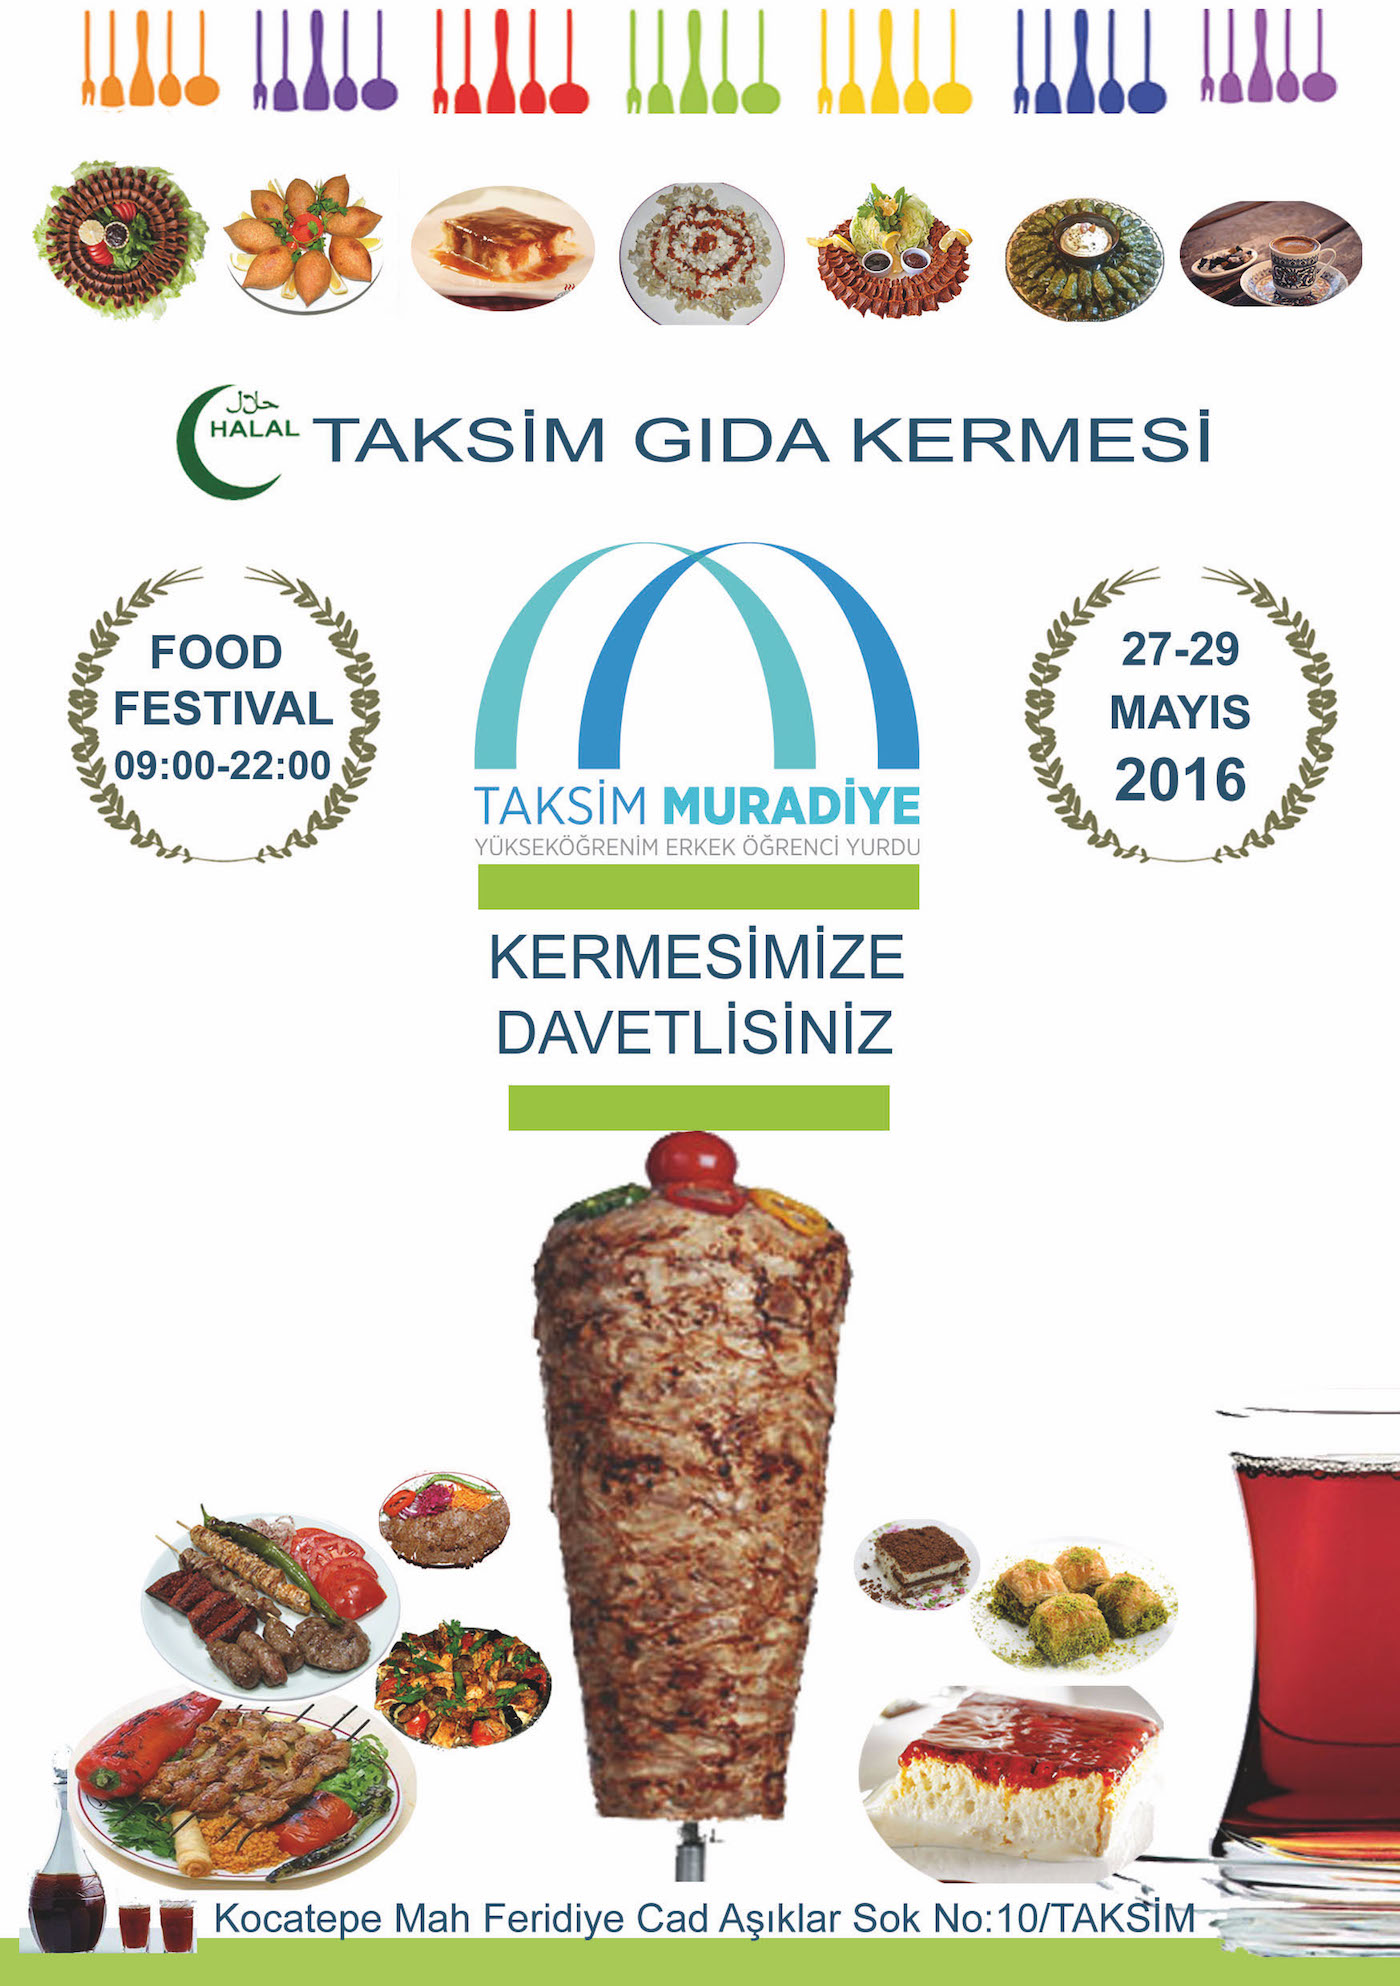 حلال
HALAL
TAKSİM GIDA KERMESİ
FOOD
FESTIVAL
09:00-22:00
27-29
MAYIS
2016
TAKSİM MURADİYE
YÜKSEKÖĞRENİM ERKEK ÖĞRENCİ YURDU
KERMESİMİZE
DAVETLİSİNİZ
Kocatepe Mah Feridiye Cad Aşıklar Sok No:10/TAKSİM